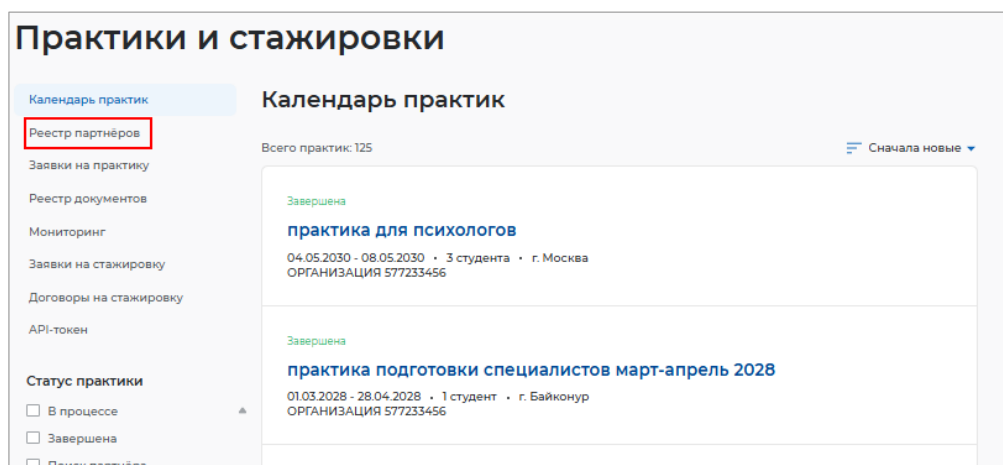 Практики и стажировки
Календарь практик
Реестр партнёров
Заявки на практику
Реестр документов
Мониторинг
Заявки на стажировку
Договоры на стажировку
API-токен
Статус практики
В процессе
Завершена
Поиск партнёра
Календарь практик
Всего практик: 125
Сначала новые
Завершена
практика для психологов
04.05.2030 - 08.05.2030 • 3 студента • г. Москва
ОРГАНИЗАЦИЯ 577233456
Завершена
практика подготовки специалистов март-апрель 2028
01.03.2028 - 28.04.2028 • 1 студент • г. Байконур
ОРГАНИЗАЦИЯ 577233456